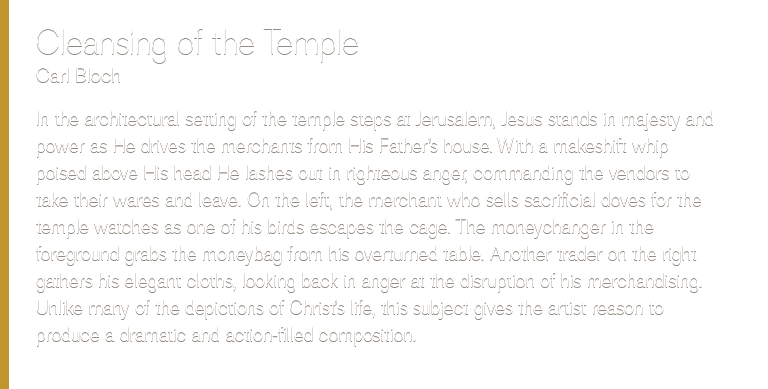 Cleansing of the Temple
Carl Bloch
In the architectural setting of the temple steps at Jerusalem, Jesus stands in majesty and
power as He drives the merchants from His Father's house. With a makeshift whip
poised above His head He lashes out in righteous anger, commanding the vendors to
take their wares and leave. On the left, the merchant who sells sacrificial doves for the
temple watches as one of his birds escapes the cage. The moneychanger in the
foreground grabs the moneybag from his overturned table. Another trader on the right
gathers his elegant cloths, looking back in anger at the disruption of his merchandising.
Unlike many of the depictions of Christ's life, this subject gives the artist reason to
produce a dramatic and action-filled composition.